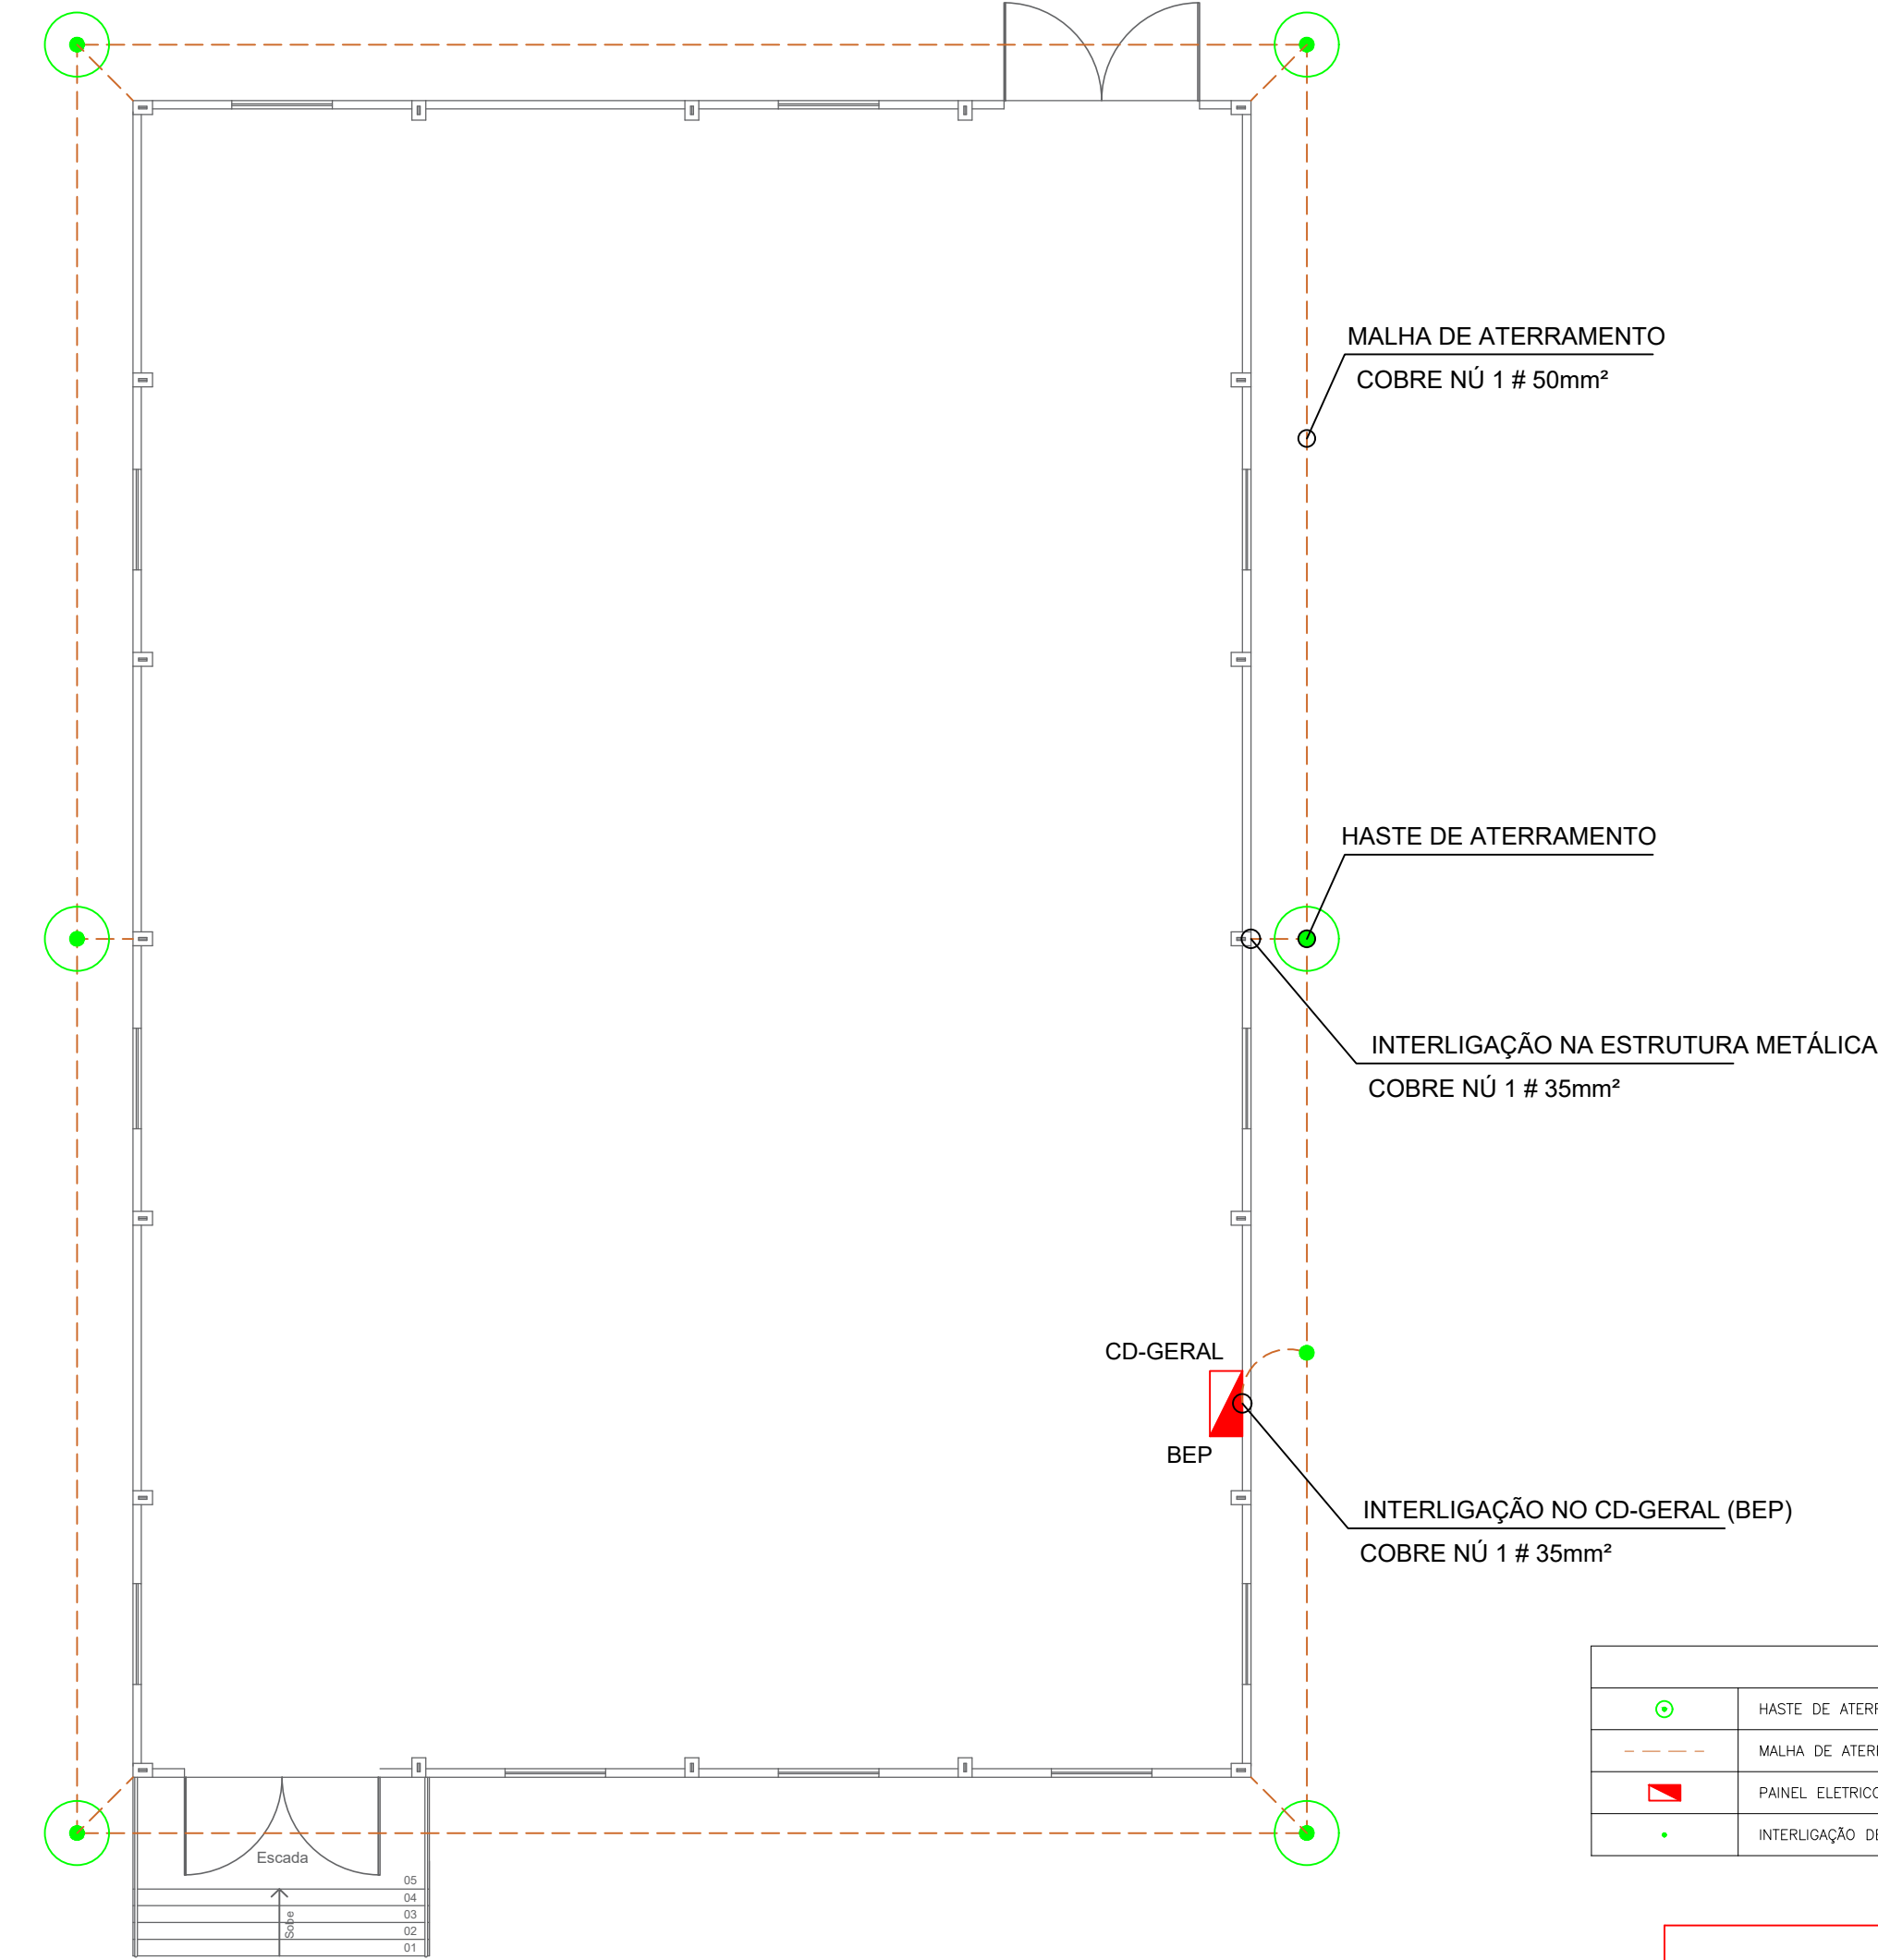 MALHA DE ATERRAMENTO
COBRE NÚ 1 # 50mm²
HASTE DE ATERRAMENTO
INTERLIGAÇÃO NA ESTRUTURA METÁLICA
COBRE NÚ 1 # 35mm²
CD-GERAL
BEP
INTERLIGAÇÃO NO CD-GERAL (BEP)
COBRE NÚ 1 # 35mm²
HASTE DE
MALHA DE
PAINEL ELETRICO
INTERLIGAÇÃO
Escada
Sobe
05
04
03
02
01